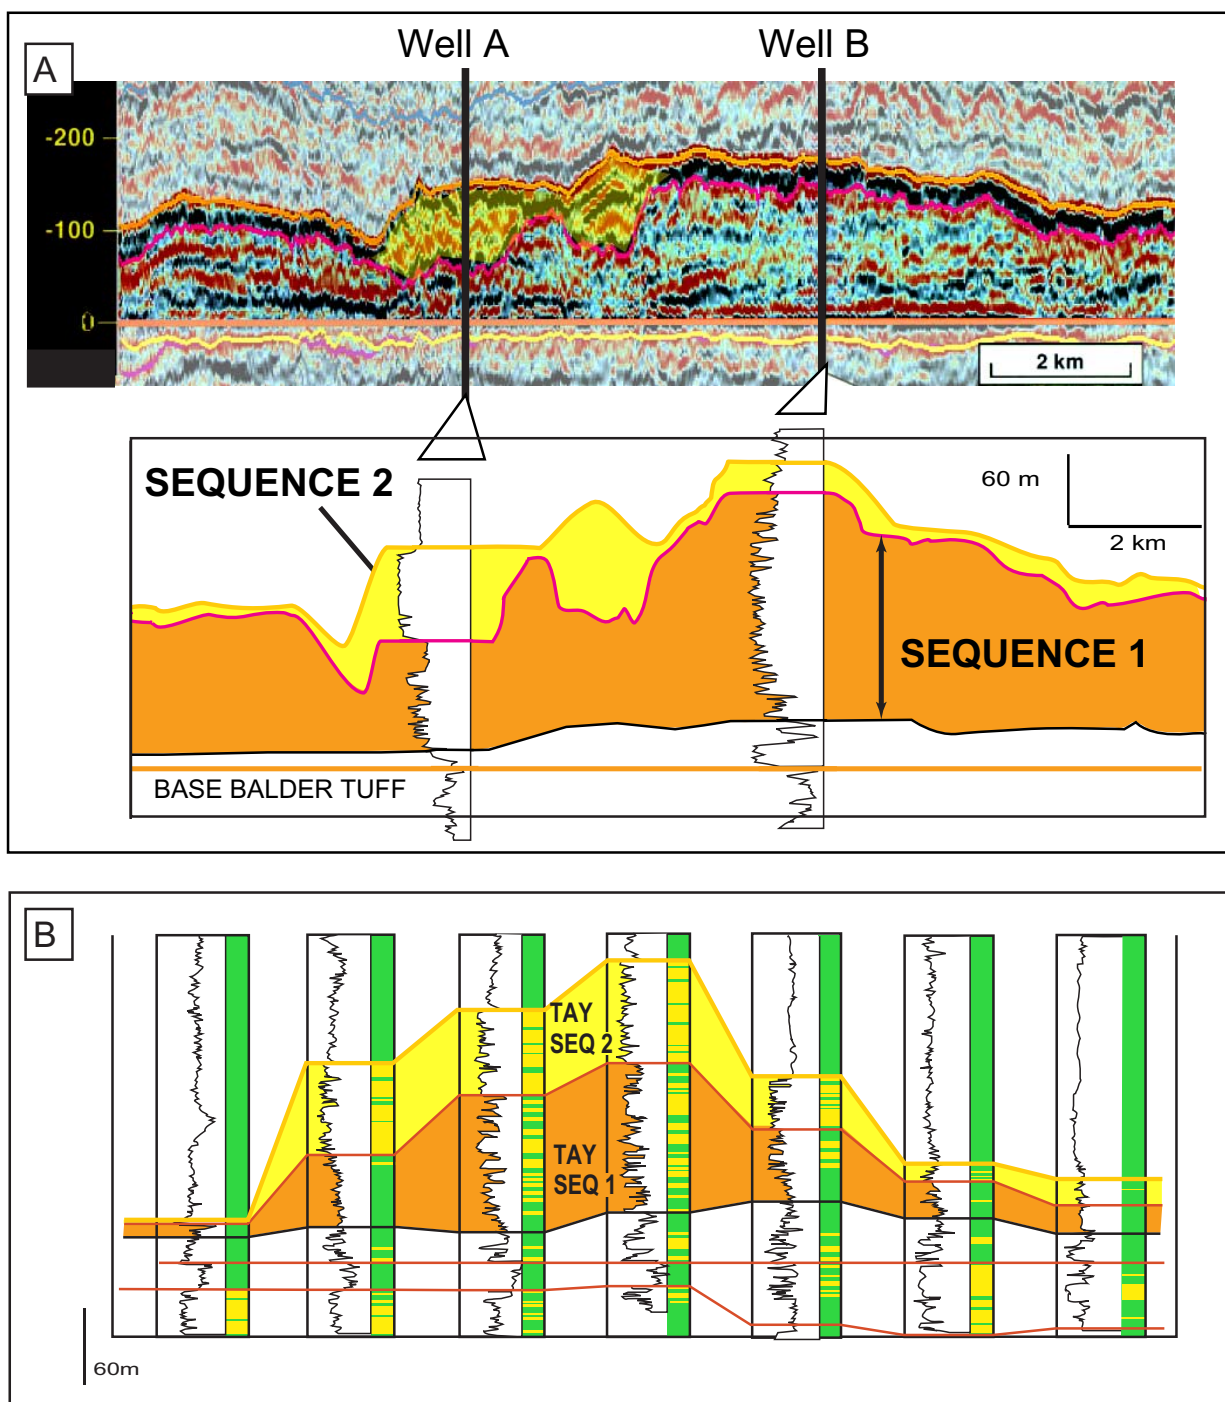 A
Well A
Well B
-200
-100
0
2 km
SEQUENCE 2
60 m
2 km
SEQUENCE 1
BASE BALDER TUFF
B
TAY
SEQ 2
TAY
SEQ 1
60m